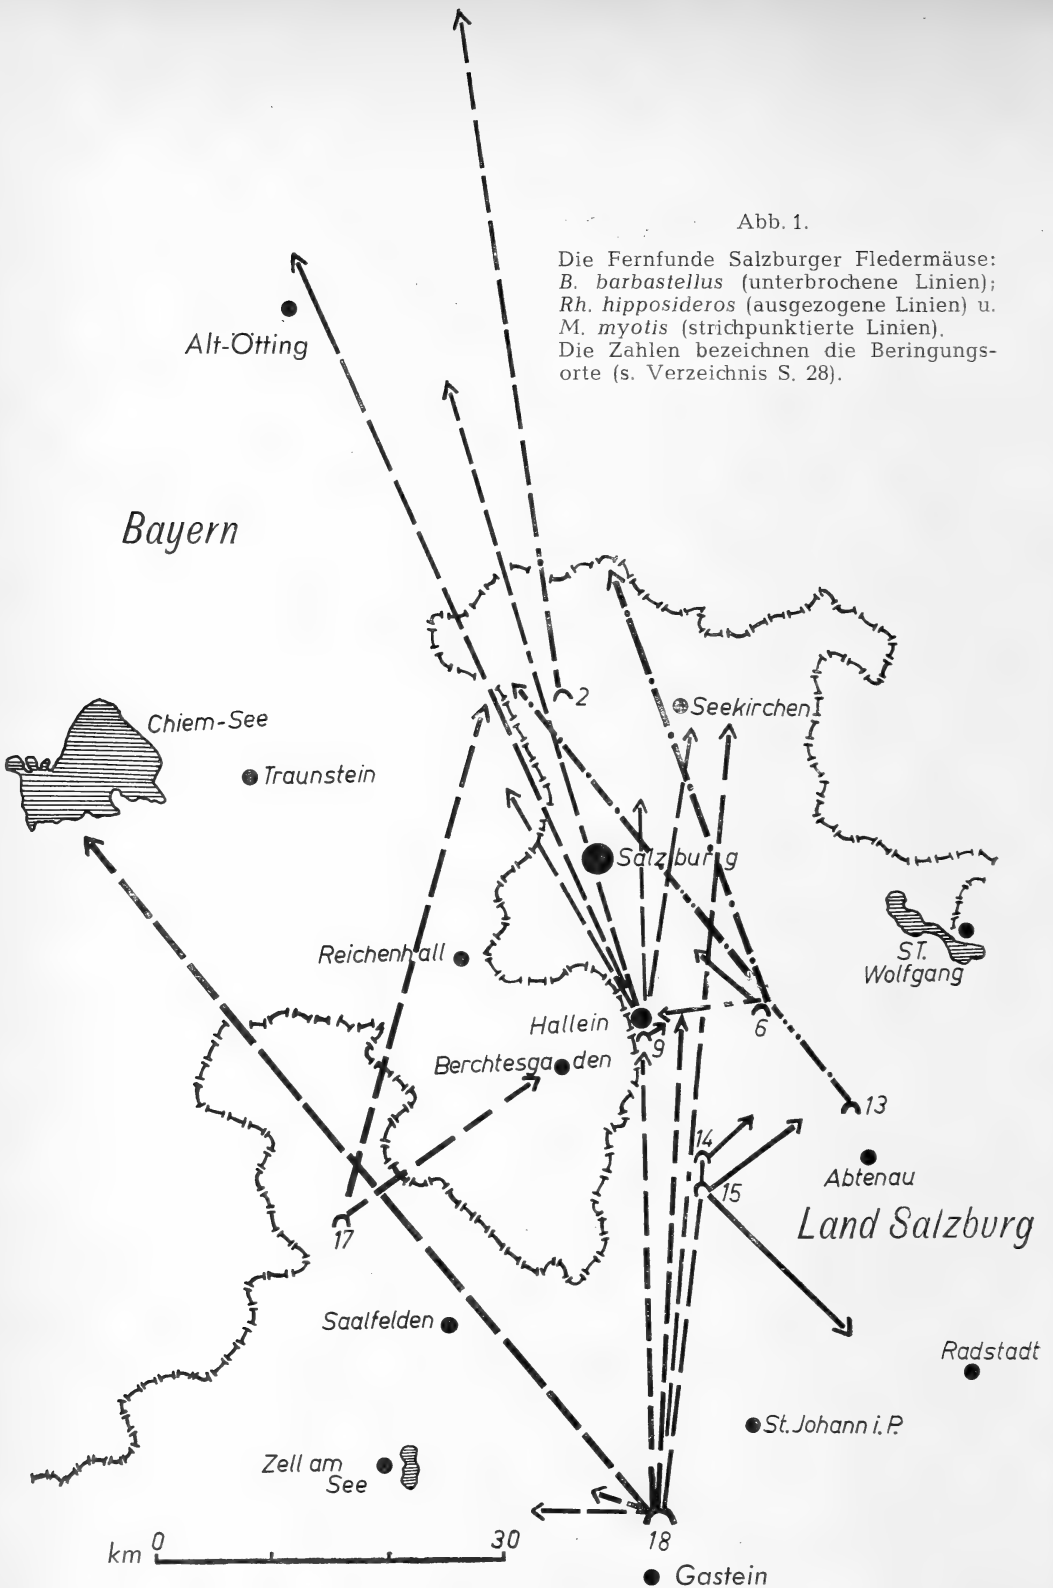 Abb. 1.
Die Fernfunde Salzburger Fledermäuse:
B. barbastellus (unterbrochene Linien);
Rh. hipposideros (ausgezogene Linien) u.
M. myotis (strichpunktierte Linien).
Die Zahlen bezeichnen die Beringungs-
orte (s. Verzeichnis S. 28).
Alt-Ötting
Bayern
2
Seekirchen
Chiem-See
Traunstein
Salzburg
Reichenhall
ST.
Wolfgang
Hallein
6
9
Berchtesgaden
13
14
Abtenau
15
Land Salzburg
17
Saalfelden
Radstadt
St. Johann i. P.
Zell am
See
18
km 0 30
Gastein